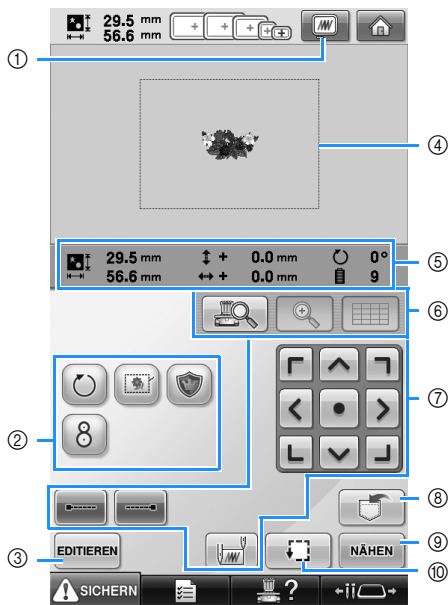 29.5 mm
56.6 mm
①
④
⑤
29.5 mm + 0.0 mm 0°
56.6 mm + 0.0 mm 9
⑥
②
⑦
8
⑧
③ EDITIEREN
NÄHEN ⑨
⑩
SICHERN
?